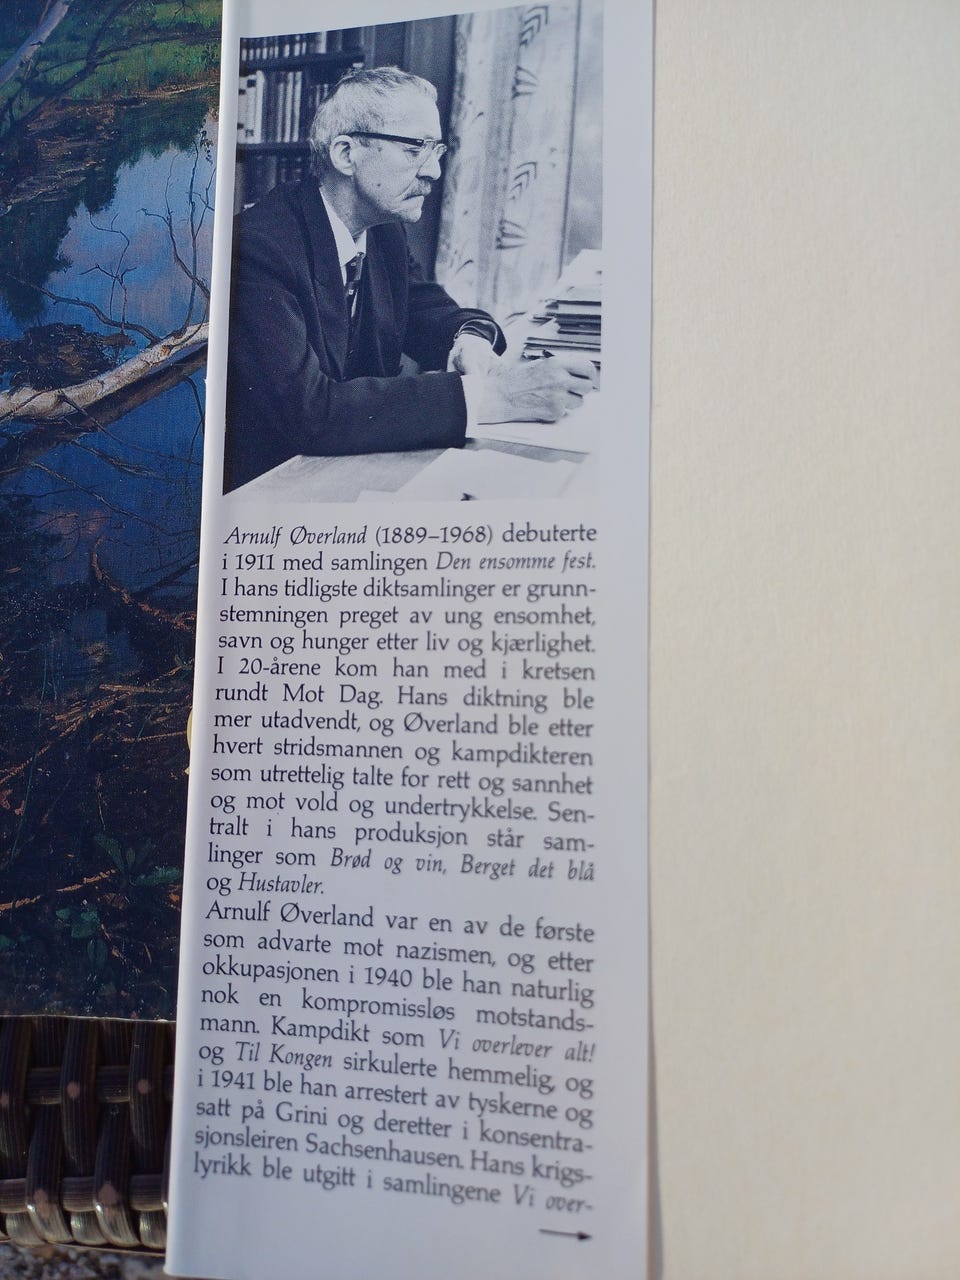 Arnulf Øverland (1889–1968) debuterte
i 1911 med samlingen Den ensomme fest.
I hans tidligste diktsamlinger er grunn-
stemningen preget av ung ensomhet,
savn og hunger etter liv og kjærlighet.
I 20-årene kom han med i kretsen
rundt Mot Dag. Hans diktning ble
mer utadvendt, og Øverland ble etter
hvert stridsmannen og kampdikteren
som utrettelig talte for rett og sannhet
og mot vold og undertrykkelse. Sen-
tralt i hans produksjon står sam-
linger som Brød og vin, Berget det blå
og Hustavler.
Arnulf Øverland var en av de første
som advarte mot nazismen, og etter
okkupasjonen i 1940 ble han naturlig
nok en kompromissløs motstands-
mann. Kampdikt som Vi overlever alt!
og Til Kongen sirkulerte hemmelig, og
i 1941 ble han arrestert av tyskerne og
satt på Grini og deretter i konsentra-
sjonsleiren Sachsenhausen. Hans krigs-
lyrikk ble utgitt i samlingene Vi over-